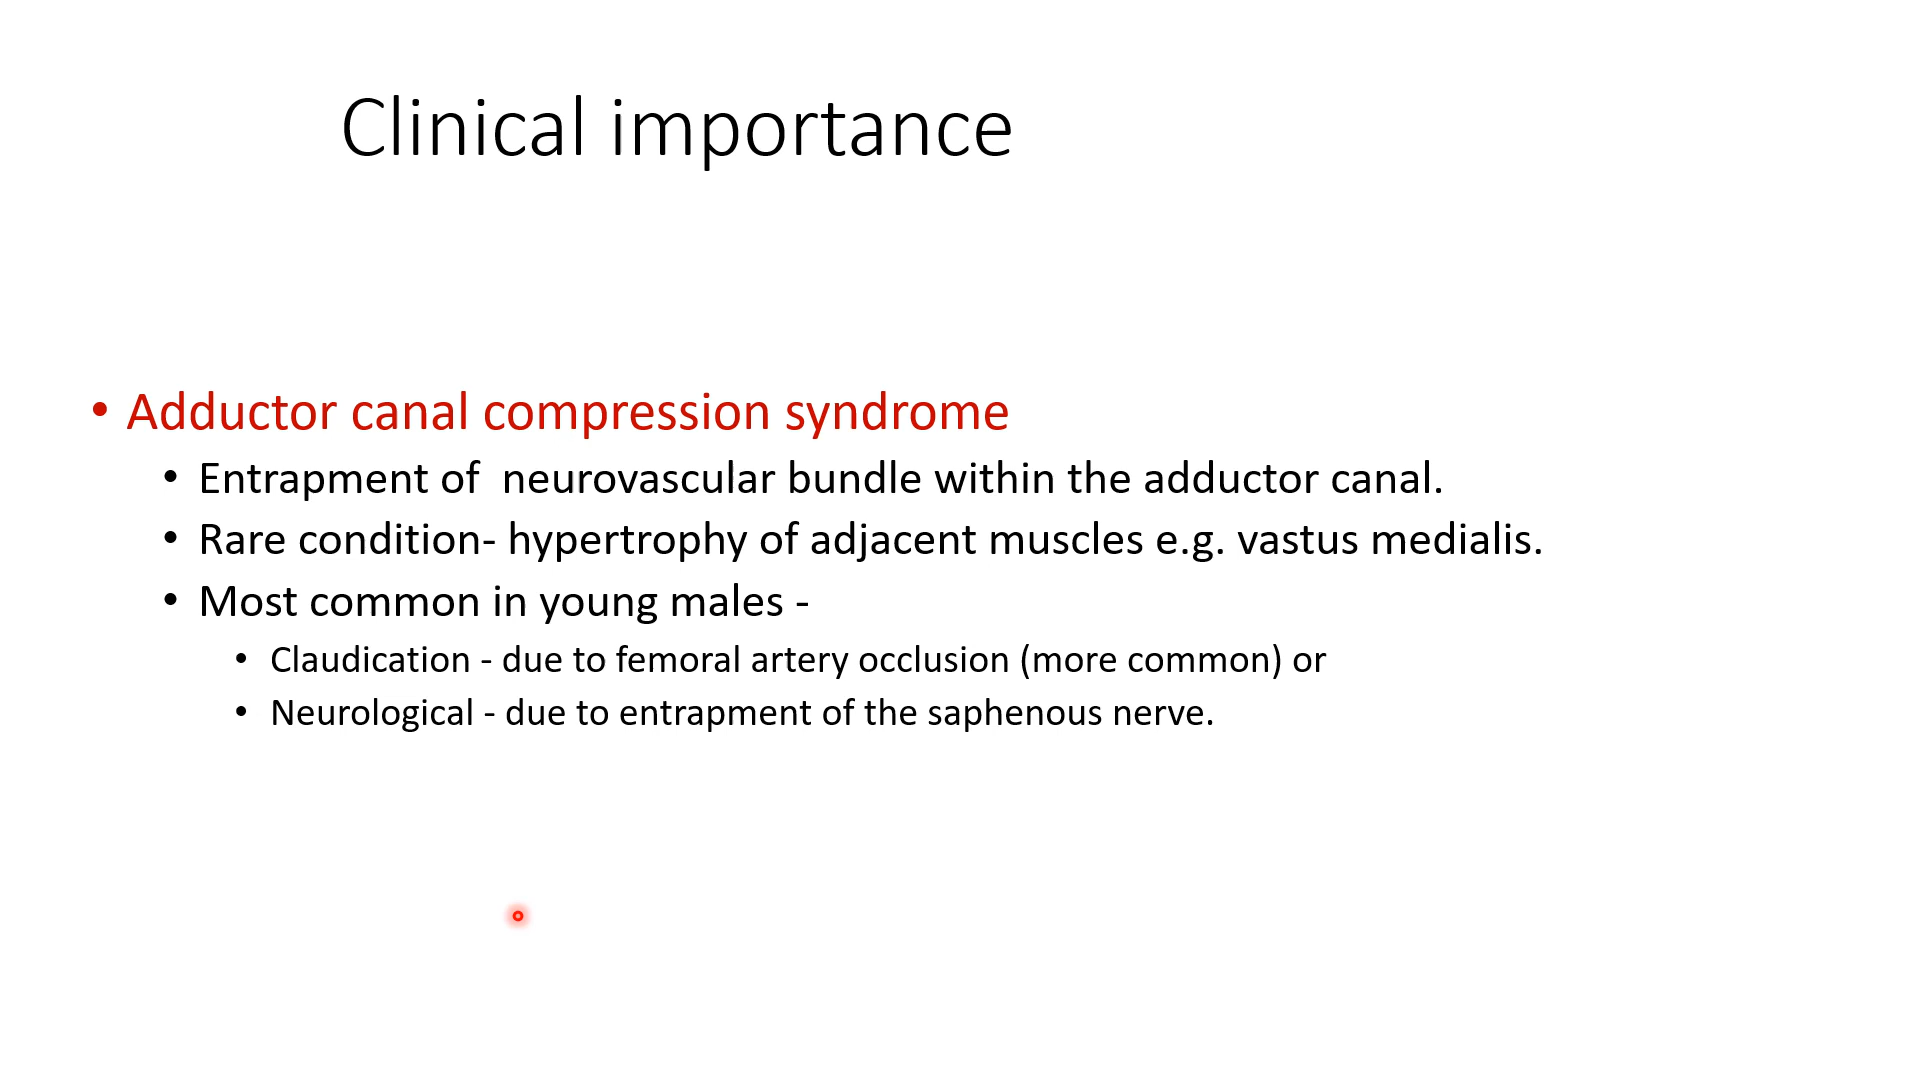 Clinical importance
• Adductor canal compression syndrome
• Entrapment of  neurovascular bundle within the adductor canal.
• Rare condition- hypertrophy of adjacent muscles e.g. vastus medialis.
• Most common in young males -
• Claudication - due to femoral artery occlusion (more common) or
• Neurological - due to entrapment of the saphenous nerve.